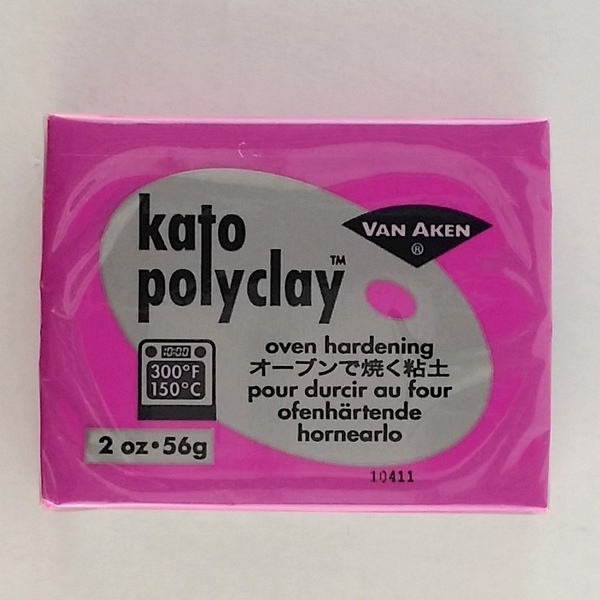 kato
polyclay™
VAN AKEN
®
10:00
300°F
150°C
oven hardening
オーブンで焼く粘土
pour durcir au four
ofenhärtende
hornearlo
2 oz•56g
10411